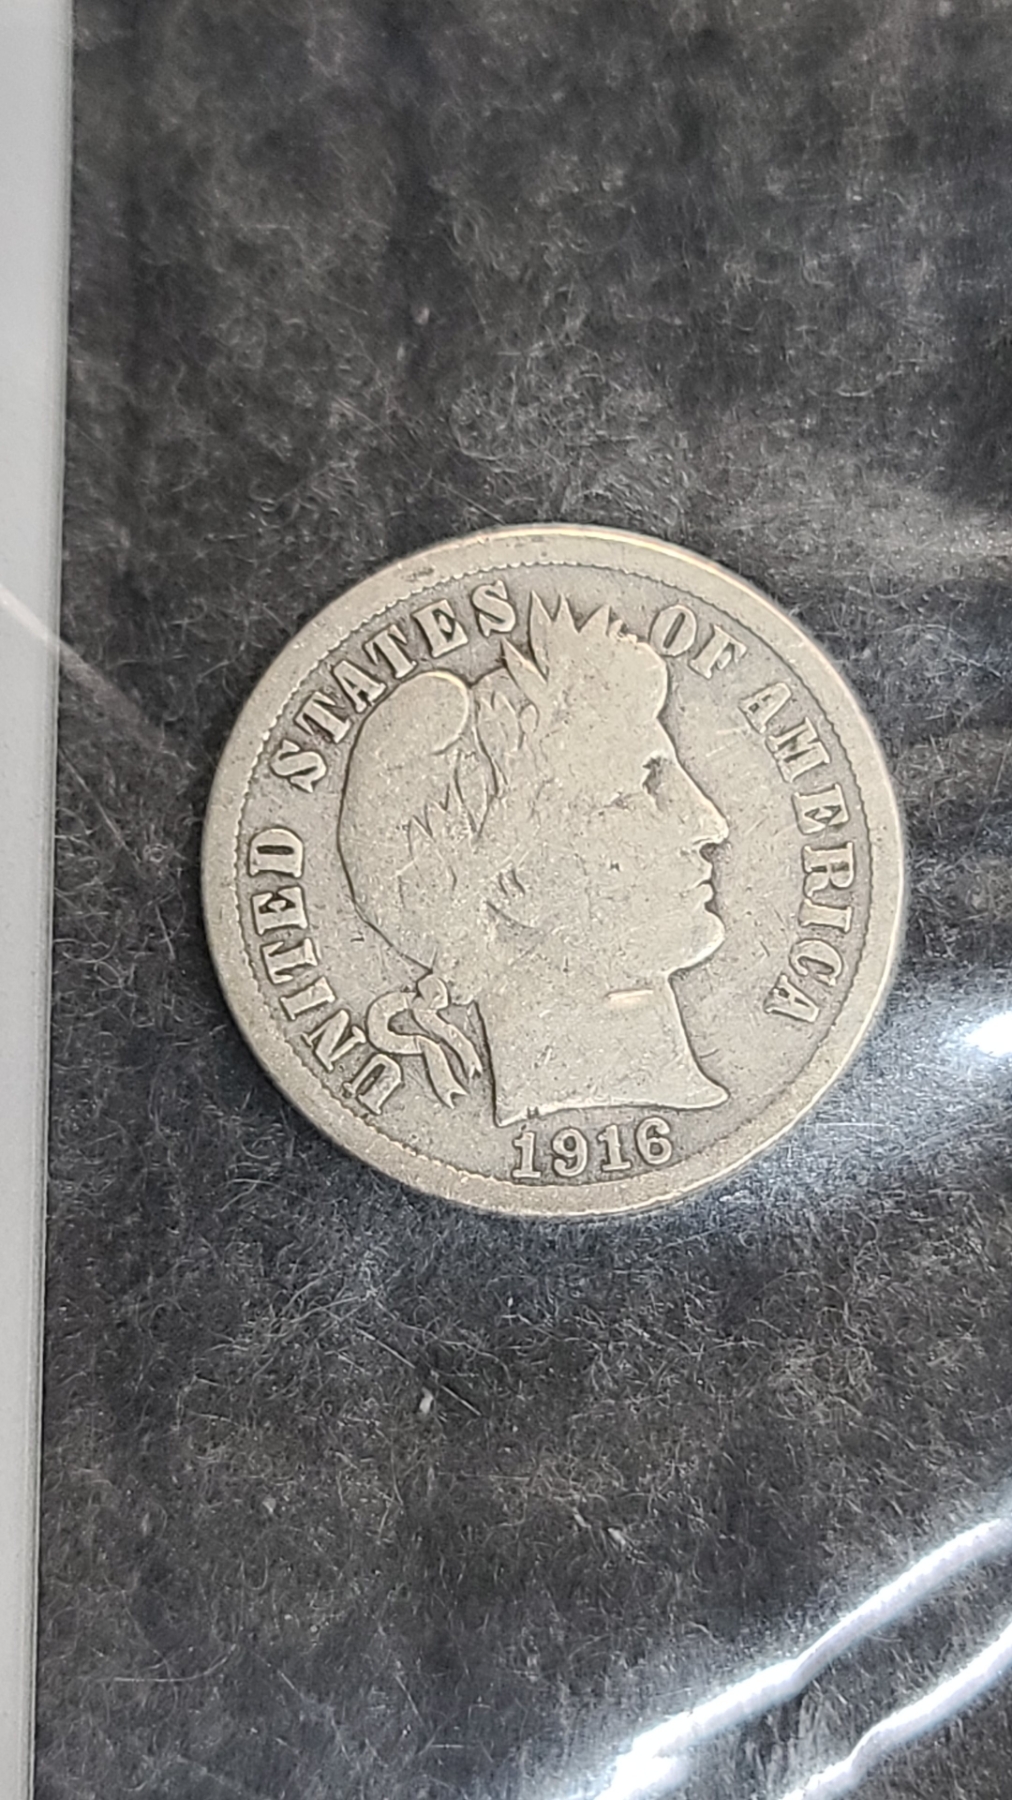 UNITED STATES OF AMERICA
1916